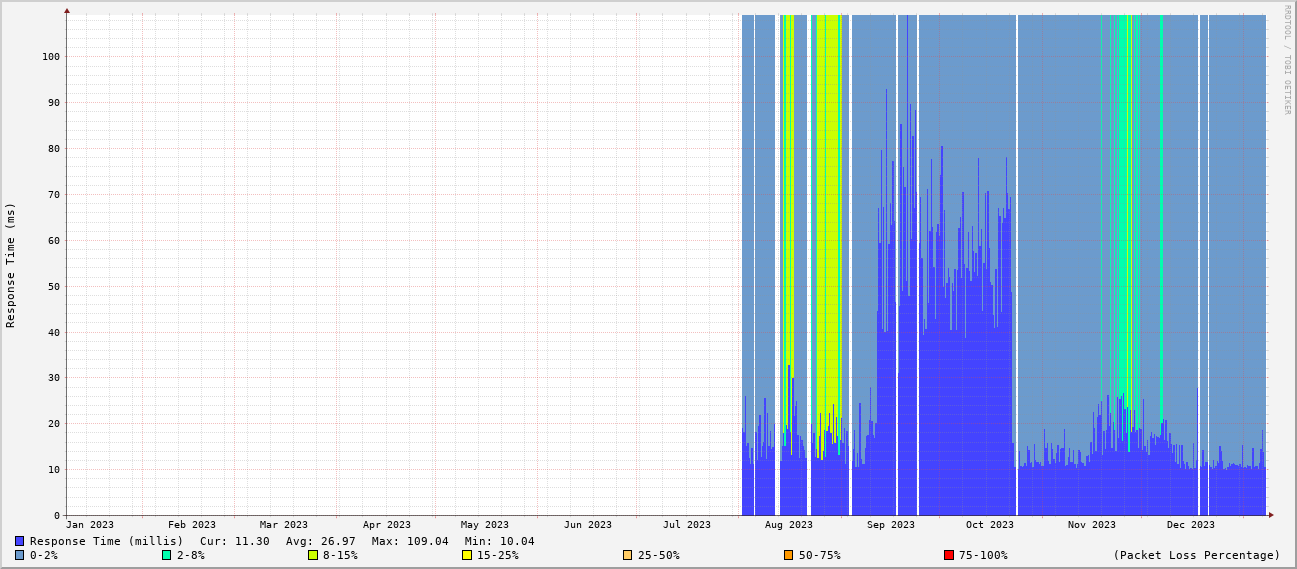 RRDTOOL / TOBI OETIKER
Response Time (ms)
100
90
80
70
60
50
40
30
20
10
0
Jan 2023 Feb 2023 Mar 2023 Apr 2023 May 2023 Jun 2023 Jul 2023 Aug 2023 Sep 2023 Oct 2023 Nov 2023 Dec 2023
Response Time (millis) Cur: 11.30 Avg: 26.97 Max: 109.04 Min: 10.04
0-2% 2-8% 8-15% 15-25% 25-50% 50-75% 75-100% (Packet Loss Percentage)